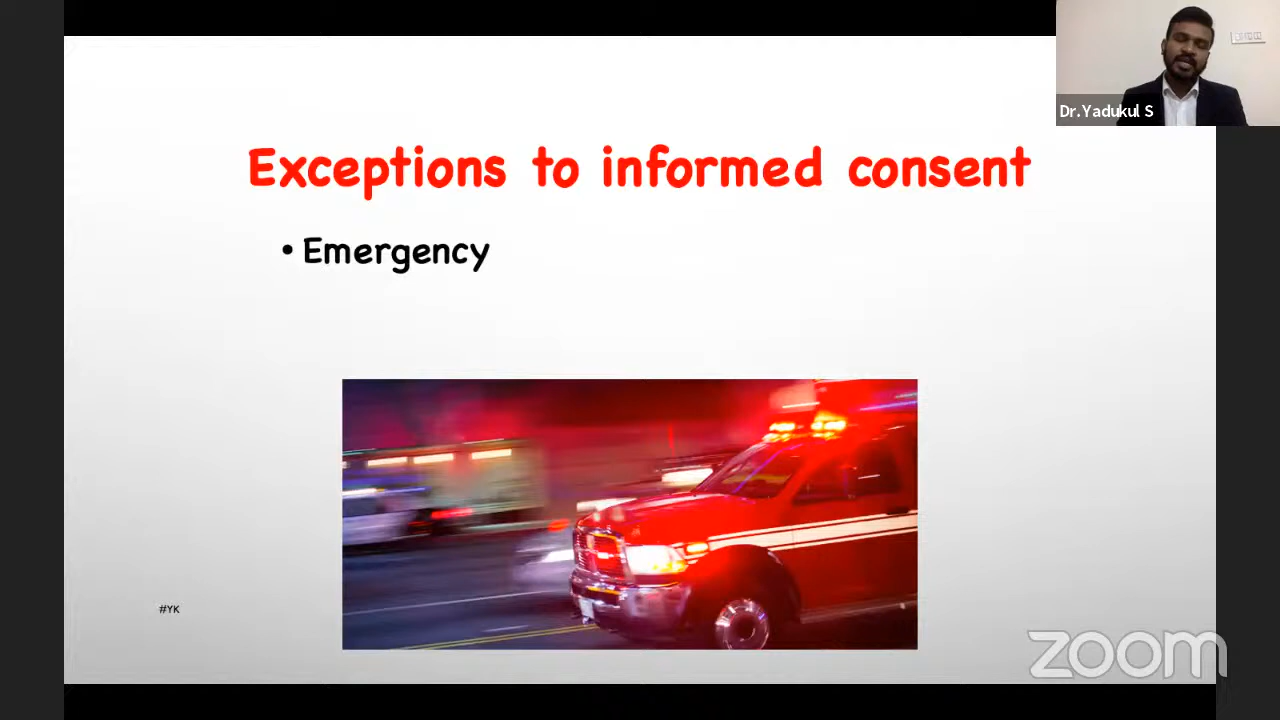 Dr.Yadukul S
Exceptions to informed consent
• Emergency
#YK
zoom